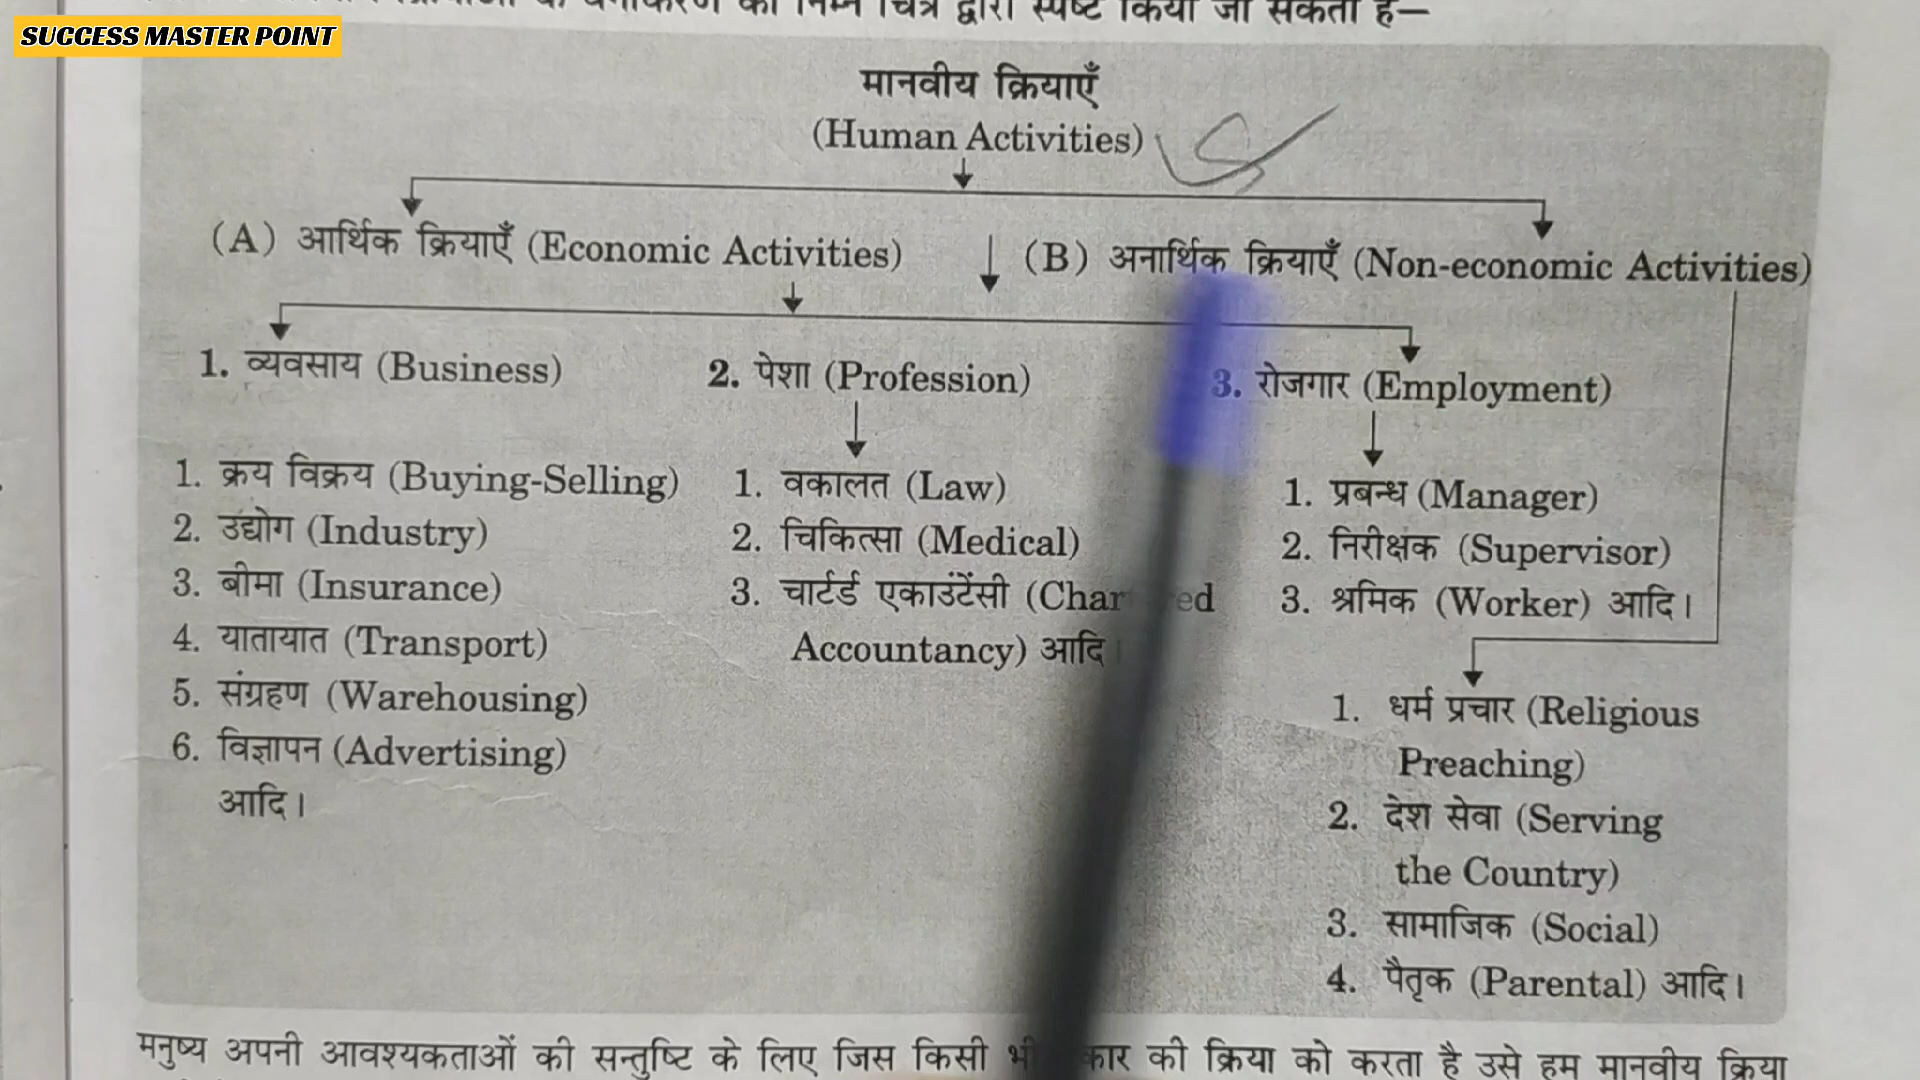 SUCCESS MASTER POINT
द्वारा स्पष्ट किया जा सकता है—
मानवीय क्रियाएँ
(Human Activities)
(A) आर्थिक क्रियाएँ (Economic Activities) (B) अनार्थिक क्रियाएँ (Non-economic Activities)
1. व्यवसाय (Business) 2. पेशा (Profession) 3. रोजगार (Employment)
1. क्रय विक्रय (Buying-Selling) 1. वकालत (Law) 1. प्रबन्ध (Manager)
2. उद्योग (Industry) 2. चिकित्सा (Medical) 2. निरीक्षक (Supervisor)
3. बीमा (Insurance) 3. चार्टर्ड एकाउंटेंसी 3. श्रमिक (Worker) आदि।
4. यातायात (Transport) Accountancy) आदि
5. संग्रहण (Warehousing)
6. विज्ञापन (Advertising)
आदि।
1. धर्म प्रचार (Religious
Preaching)
2. देश सेवा (Serving
the Country)
3. सामाजिक (Social)
4. पैतृक (Parental) आदि।
मनुष्य अपनी आवश्यकताओं की सन्तुष्टि के लिए जिस किसी की क्रिया को करता है उसे हम मानवीय क्रिया